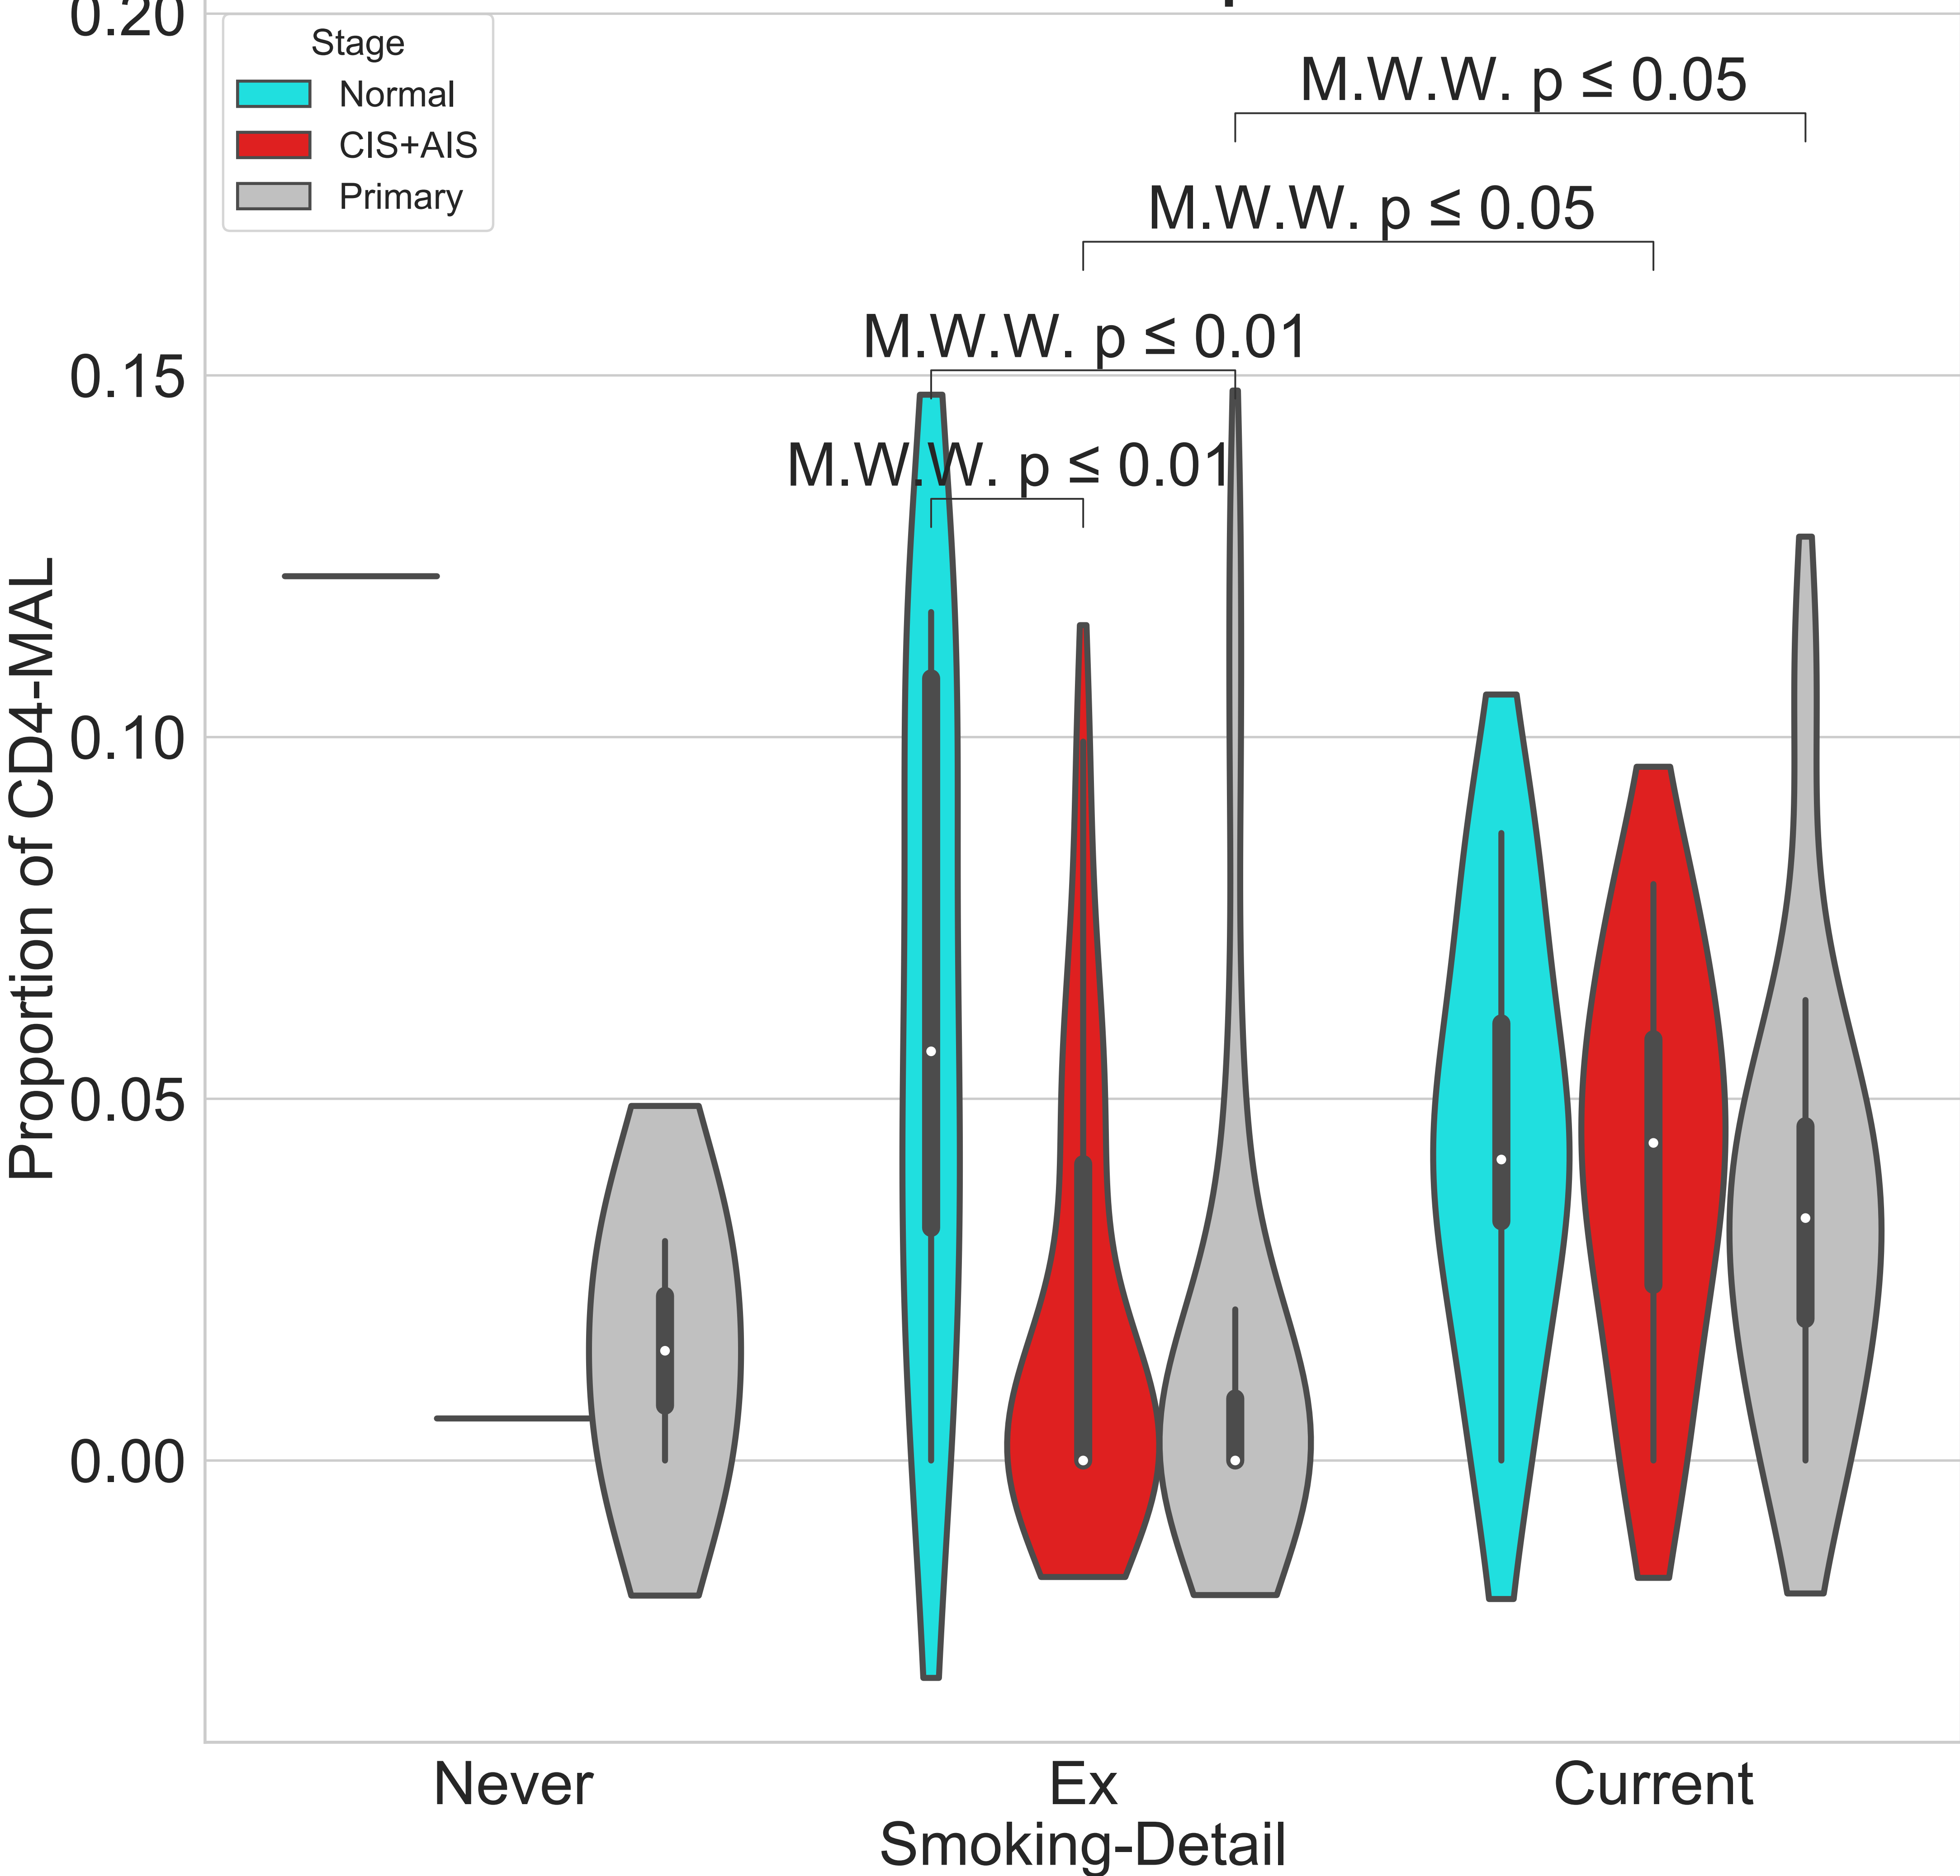 0.20
Stage
Normal
CIS+AIS
Primary
M.W.W. p ≤ 0.05
M.W.W. p ≤ 0.05
M.W.W. p ≤ 0.01
M.W.W. p ≤ 0.01
0.15
0.10
0.05
0.00
Proportion of CD4-MAL
Never
Ex
Current
Smoking-Detail